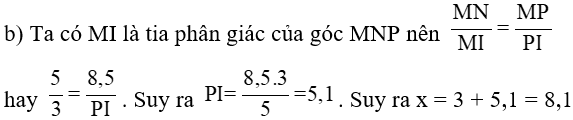 b) Ta có MI là tia phân giác của góc MNP nên MN/MI = MP/PI
hay 5/3 = 8,5/PI . Suy ra PI= 8,5.3/5 =5,1 . Suy ra x = 3 + 5,1 = 8,1